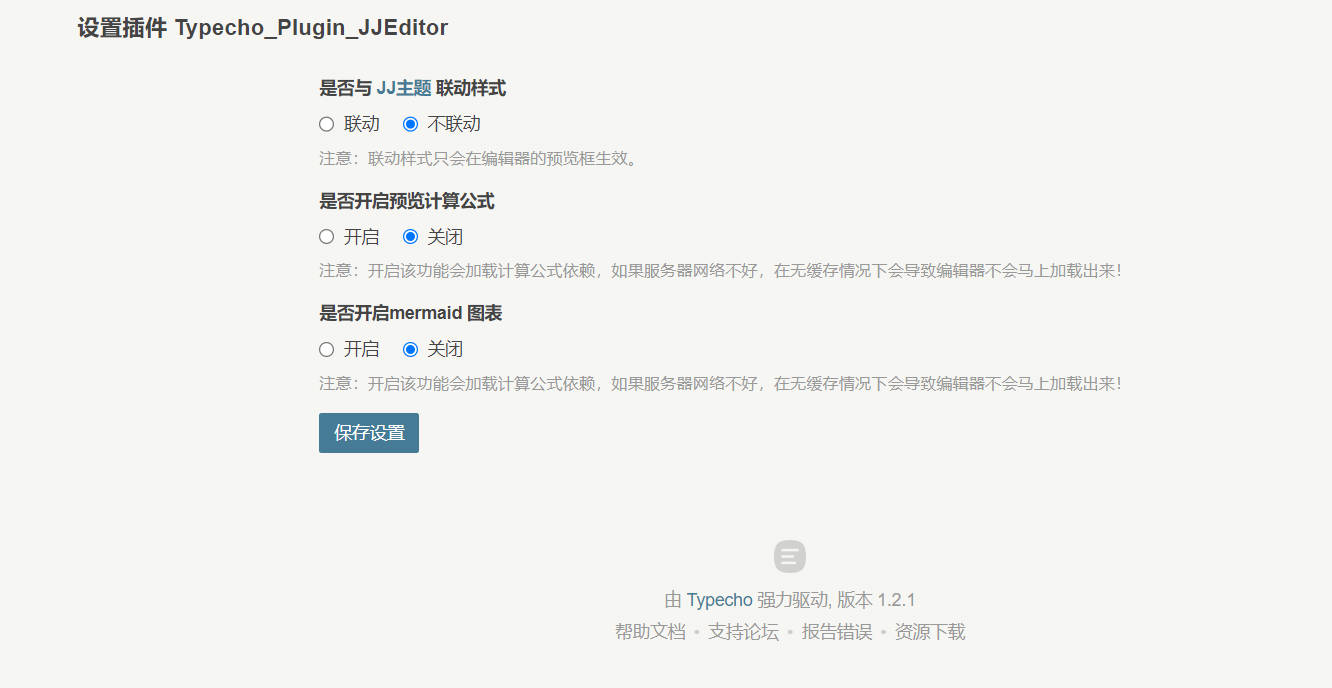 设置插件 Typecho_Plugin_JJEditor
是否与 JJ主题 联动样式
联动 不联动
注意：联动样式只会在编辑器的预览框生效。
是否开启预览计算公式
开启 关闭
注意：开启该功能会加载计算公式依赖，如果服务器网络不好，在无缓存情况下会导致编辑器不会马上加载出来！
是否开启mermaid 图表
开启 关闭
注意：开启该功能会加载计算公式依赖，如果服务器网络不好，在无缓存情况下会导致编辑器不会马上加载出来！
保存设置
由 Typecho 强力驱动, 版本 1.2.1
帮助文档 • 支持论坛 • 报告错误 • 资源下载